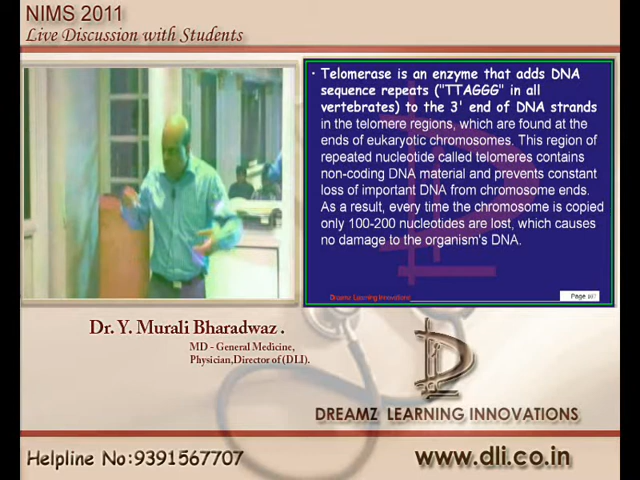 NIMS 2011
Live Discussion with Students
• Telomerase is an enzyme that adds DNA
sequence repeats ("TTAGGG" in all
vertebrates) to the 3' end of DNA strands
in the telomere regions, which are found at the
ends of eukaryotic chromosomes. This region of
repeated nucleotide called telomeres contains
non-coding DNA material and prevents constant
loss of important DNA from chromosome ends.
As a result, every time the chromosome is copied
only 100-200 nucleotides are lost, which causes
no damage to the organism's DNA.
Dreamz Learning Innovations
Page
Dr. Y. Murali Bharadwaz .
MD - General Medicine,
Physician,Director of (DLI).
DREAMZ LEARNING INNOVATIONS
Helpline No:9391567707
www.dli.co.in